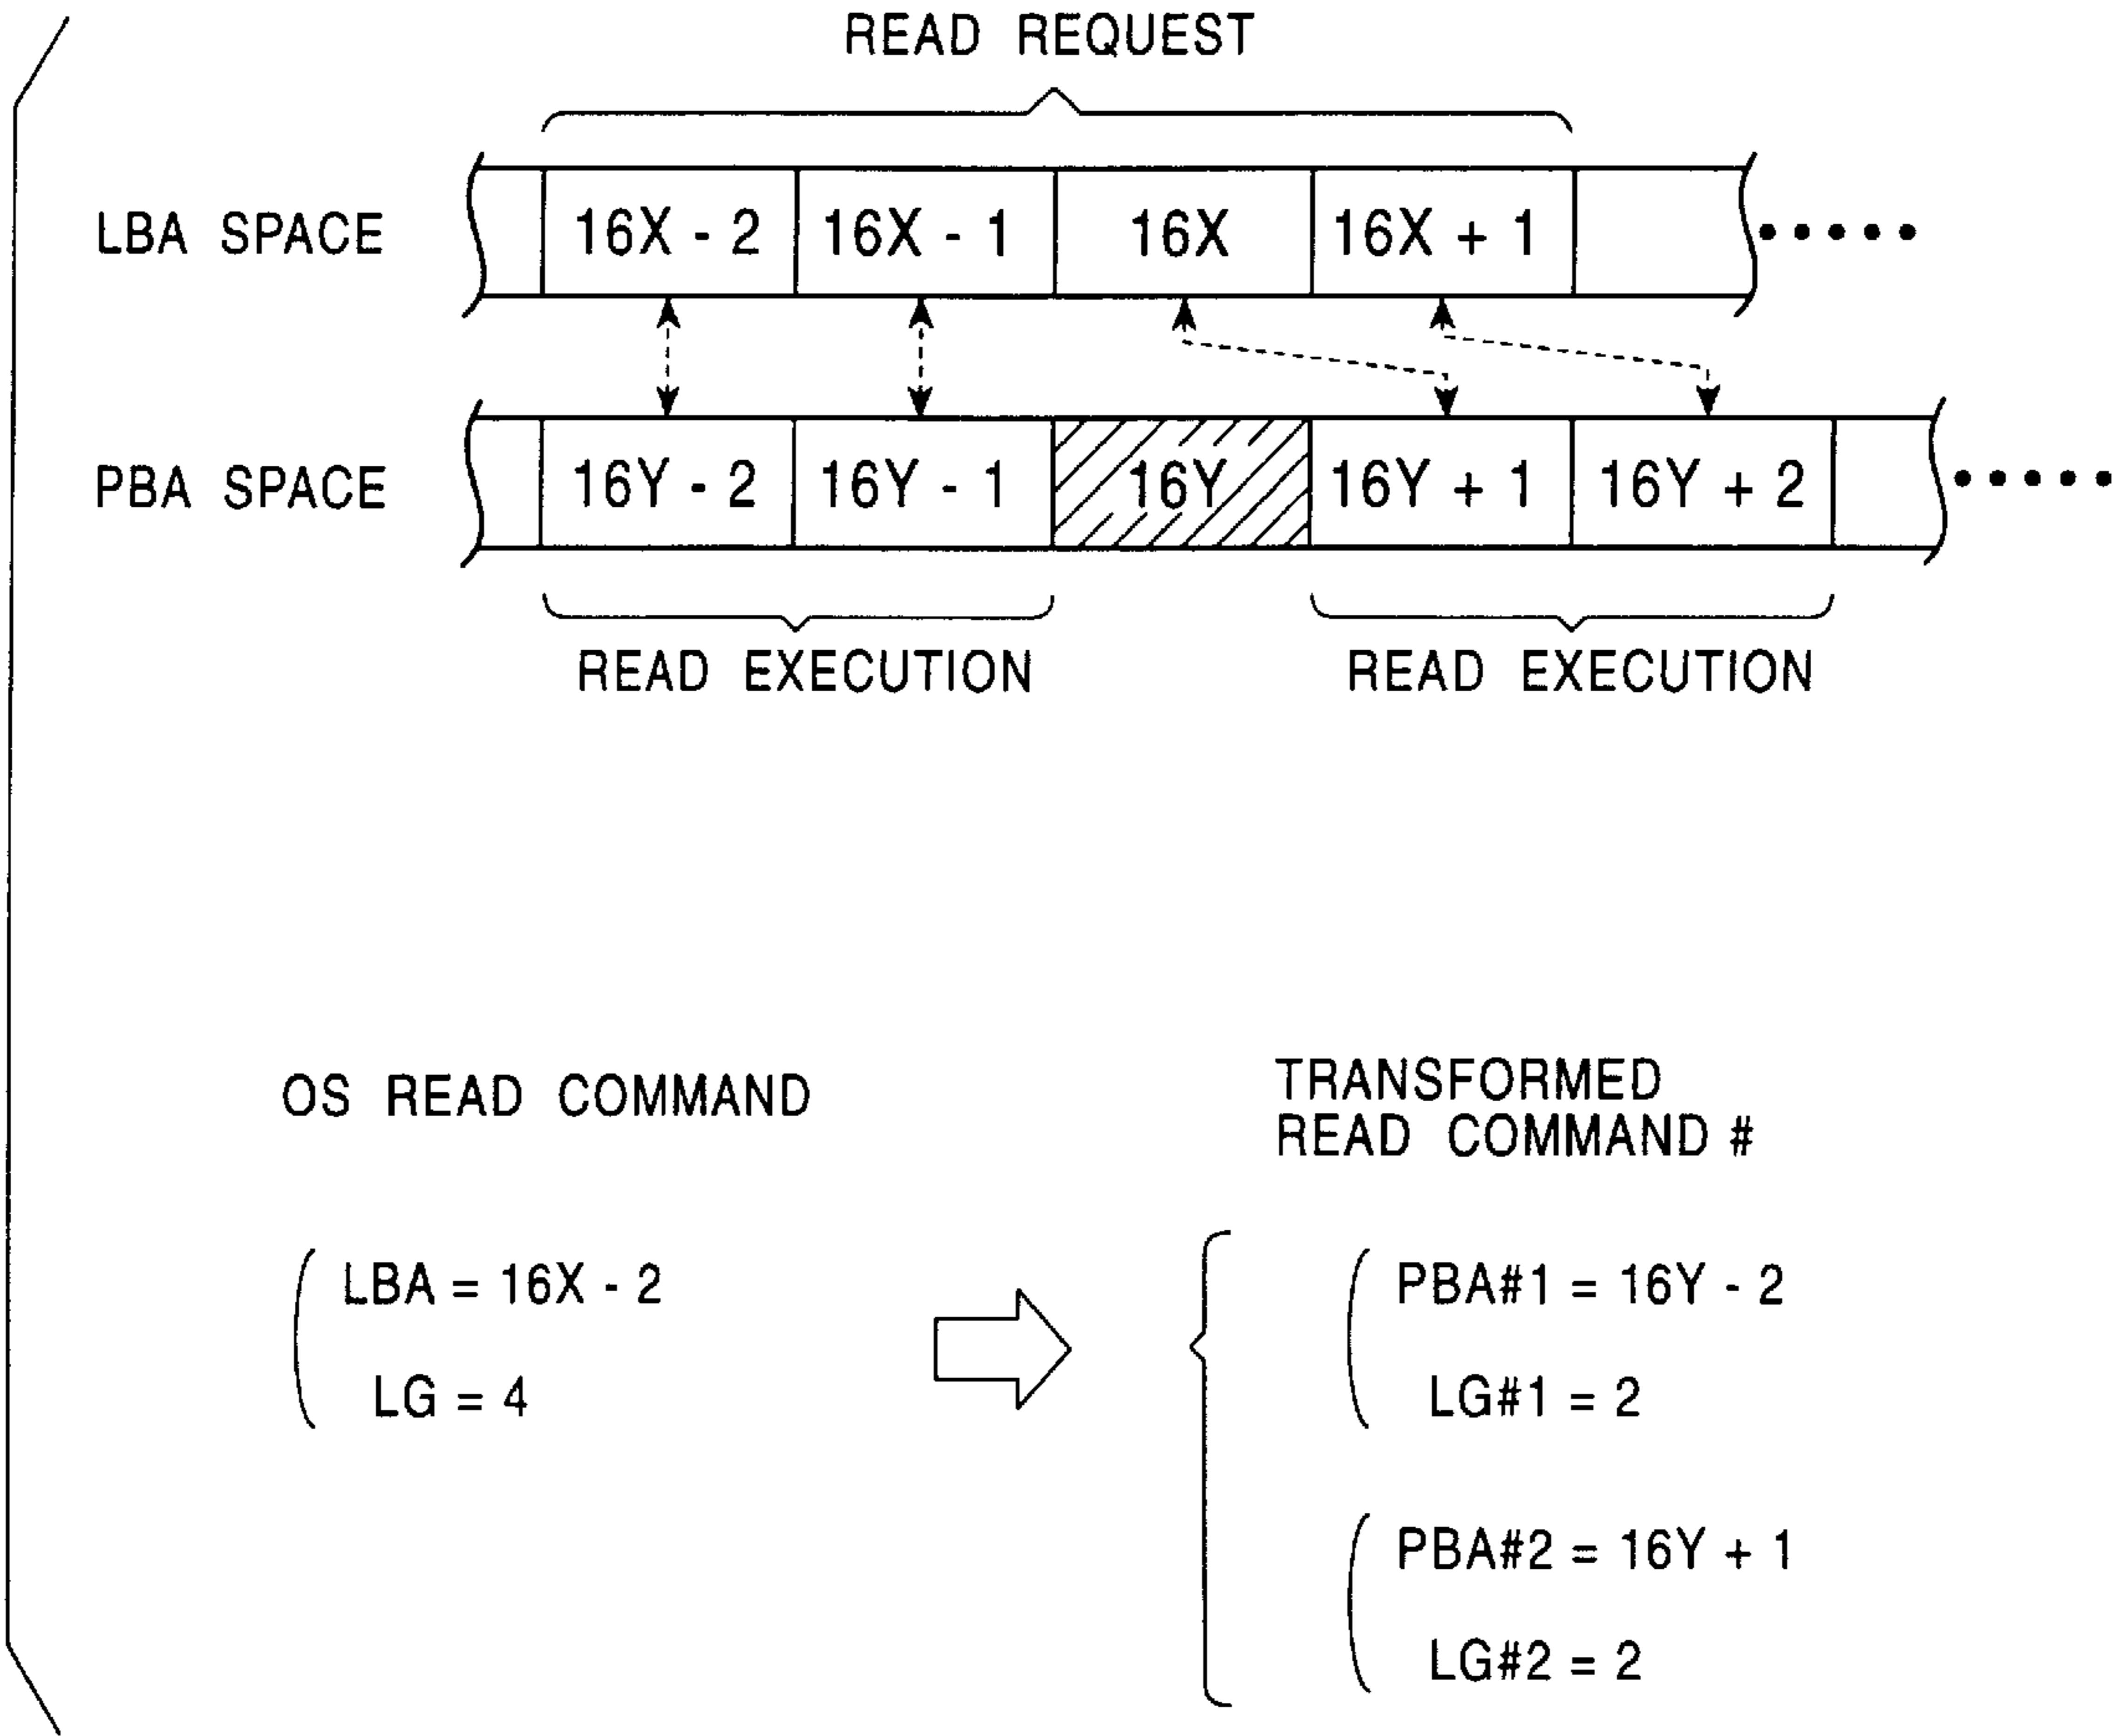 READ REQUEST
LBA SPACE 16X - 2 16X - 1 16X 16X + 1 •••••
PBA SPACE 16Y - 2 16Y - 1 16Y 16Y + 1 16Y + 2 •••••
READ EXECUTION READ EXECUTION
OS READ COMMAND
TRANSFORMED
READ COMMAND #
LBA = 16X - 2
LG = 4
PBA#1 = 16Y - 2
LG#1 = 2
PBA#2 = 16Y + 1
LG#2 = 2